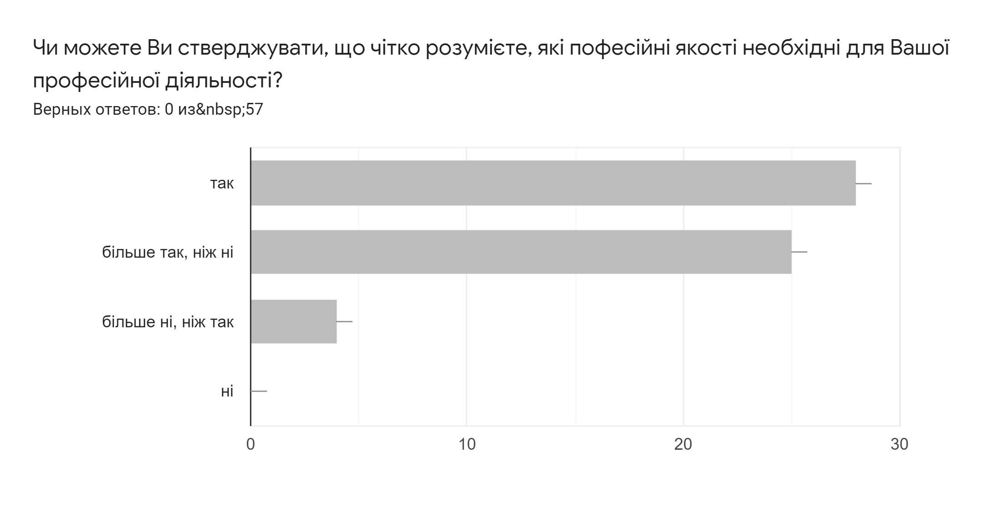 Чи можете Ви стверджувати, що чітко розумієте, які пофесійні якості необхідні для Вашої
професійної діяльності?
Верных ответов: 0 из&nbsp;57
так
більше так, ніж ні
більше ні, ніж так
ні
0 10 20 30